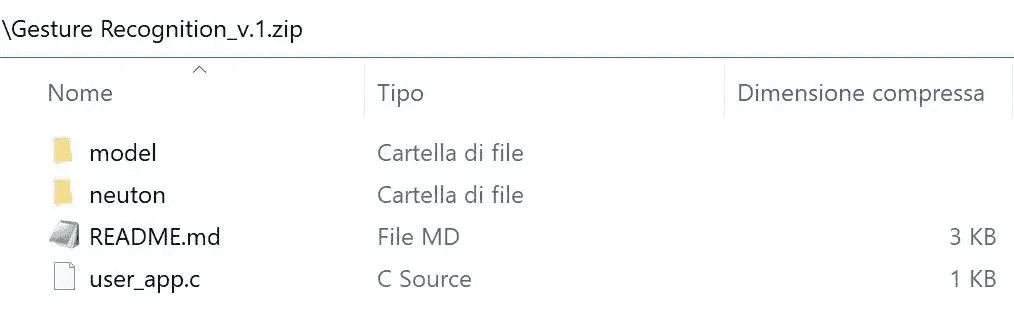 \Gesture Recognition_v.1.zip
Nome Tipo Dimensione compressa
model Cartella di file
neuton Cartella di file
README.md File MD 3 KB
user_app.c C Source 1 KB